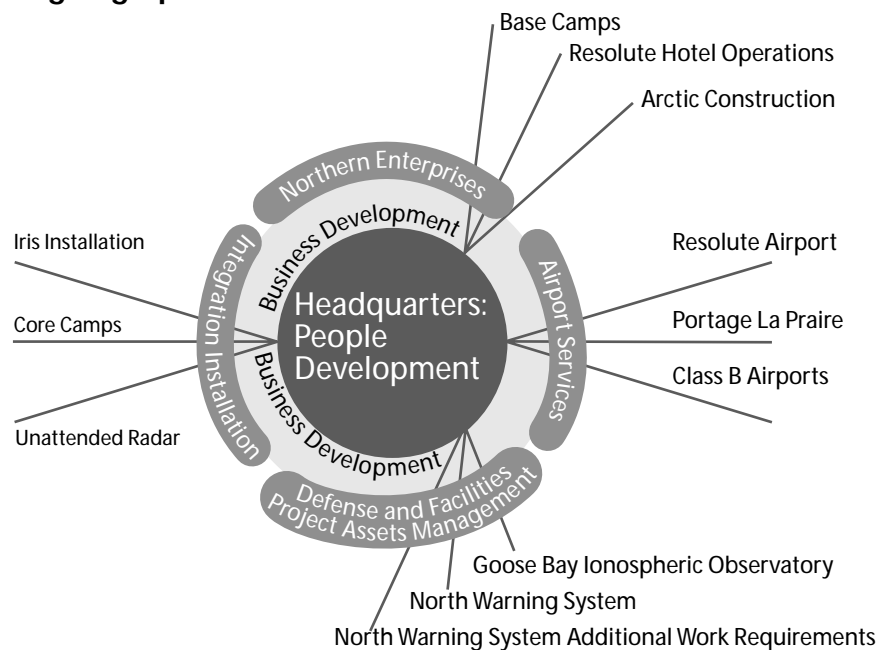 Base Camps
Resolute Hotel Operations
Arctic Construction
Northern Enterprises
Business Development
Iris Installation
Core Camps
Unattended Radar
Integration Installation
Headquarters:
People
Development
Airport Services
Resolute Airport
Portage La Praire
Class B Airports
Business Development
Defense and Facilities
Project Assets Management
Goose Bay Ionospheric Observatory
North Warning System
North Warning System Additional Work Requirements